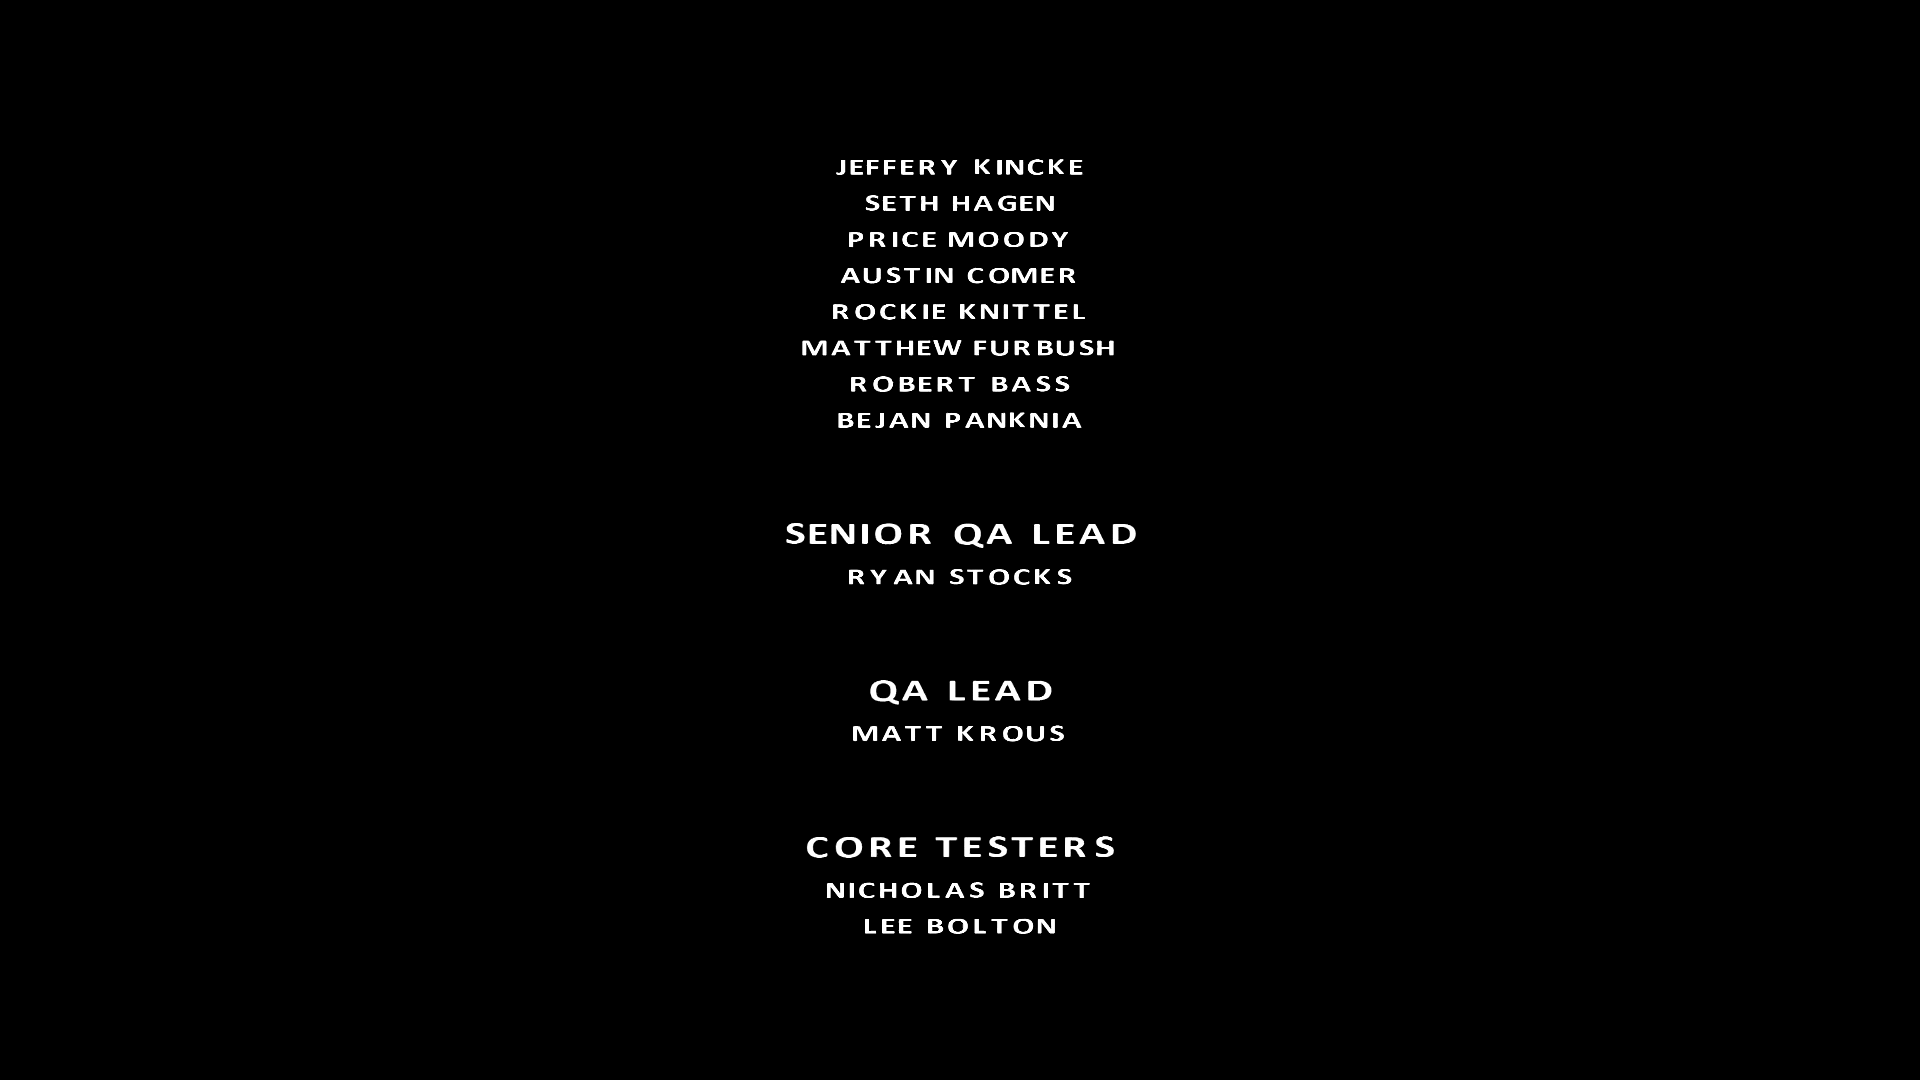 JEFFERY KINCKE
SETH HAGEN
PRICE MOODY
AUSTIN COMER
ROCKIE KNITTEL
MATTHEW FURBUSH
ROBERT BASS
BEJAN PANKNIA
SENIOR QA LEAD
RYAN STOCKS
QA LEAD
MATT KROUS
CORE TESTERS
NICHOLAS BRITT
LEE BOLTON